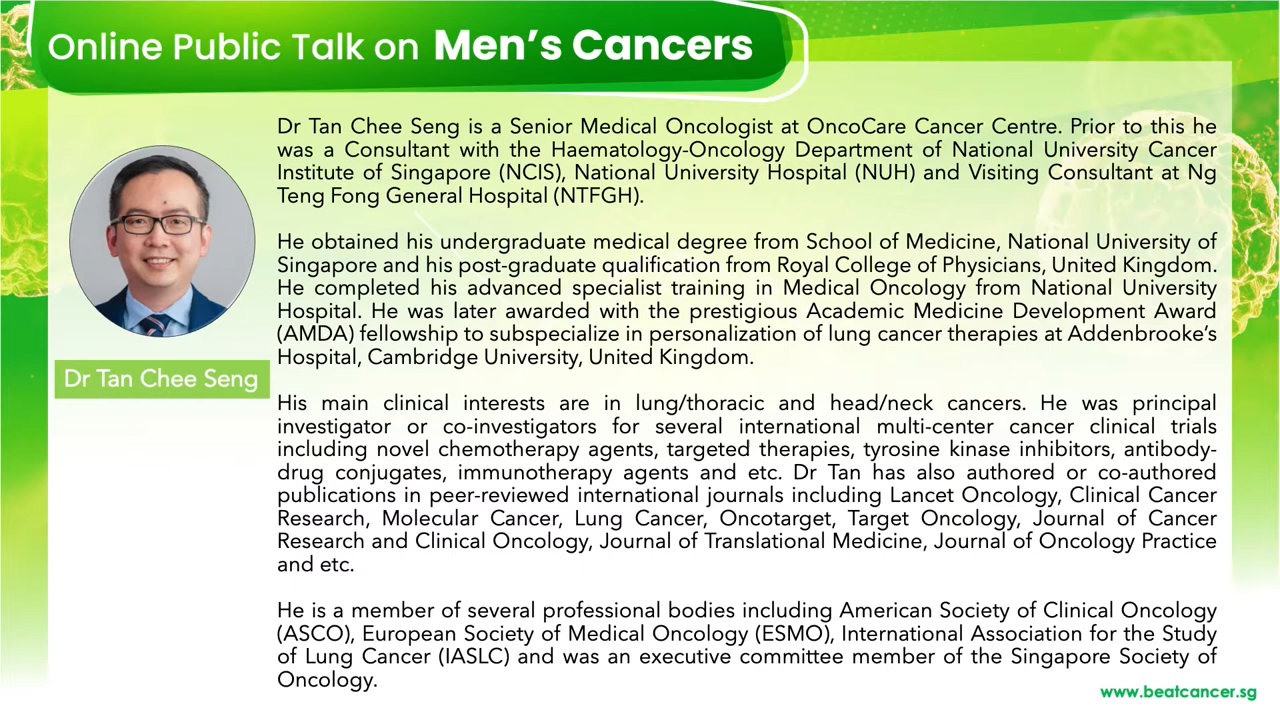 Online Public Talk on Men's Cancers
Dr Tan Chee Seng is a Senior Medical Oncologist at OncoCare Cancer Centre. Prior to this he
was a Consultant with the Haematology-Oncology Department of National University Cancer
Institute of Singapore (NCIS), National University Hospital (NUH) and Visiting Consultant at Ng
Teng Fong General Hospital (NTFGH).
He obtained his undergraduate medical degree from School of Medicine, National University of
Singapore and his post-graduate qualification from Royal College of Physicians, United Kingdom.
He completed his advanced specialist training in Medical Oncology from National University
Hospital. He was later awarded with the prestigious Academic Medicine Development Award
(AMDA) fellowship to subspecialize in personalization of lung cancer therapies at Addenbrooke's
Hospital, Cambridge University, United Kingdom.
Dr Tan Chee Seng
His main clinical interests are in lung/thoracic and head/neck cancers. He was principal
investigator or co-investigators for several international multi-center cancer clinical trials
including novel chemotherapy agents, targeted therapies, tyrosine kinase inhibitors, antibody-
drug conjugates, immunotherapy agents and etc. Dr Tan has also authored or co-authored
publications in peer-reviewed international journals including Lancet Oncology, Clinical Cancer
Research, Molecular Cancer, Lung Cancer, Oncotarget, Target Oncology, Journal of Cancer
Research and Clinical Oncology, Journal of Translational Medicine, Journal of Oncology Practice
and etc.
He is a member of several professional bodies including American Society of Clinical Oncology
(ASCO), European Society of Medical Oncology (ESMO), International Association for the Study
of Lung Cancer (IASLC) and was an executive committee member of the Singapore Society of
Oncology.
www.beatcancer.sg